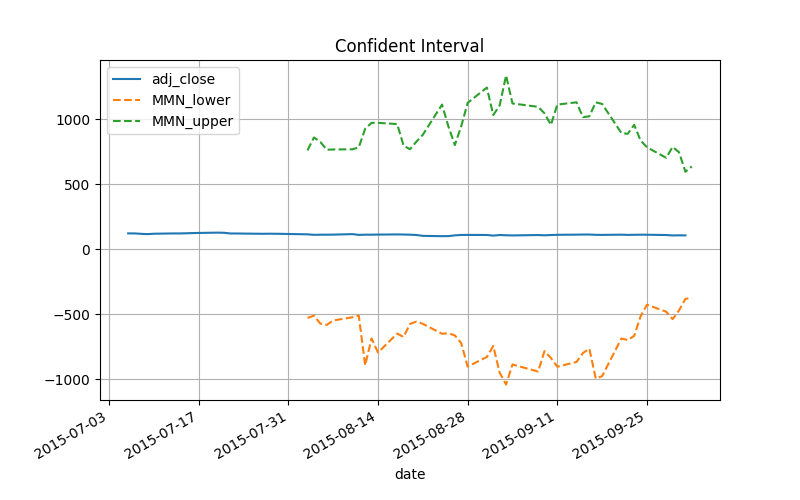 Confident Interval
adj_close
MMN_lower
MMN_upper
1000
500
0
−500
−1000
2015-07-03
2015-07-17
2015-07-31
2015-08-14
2015-08-28
2015-09-11
2015-09-25
date